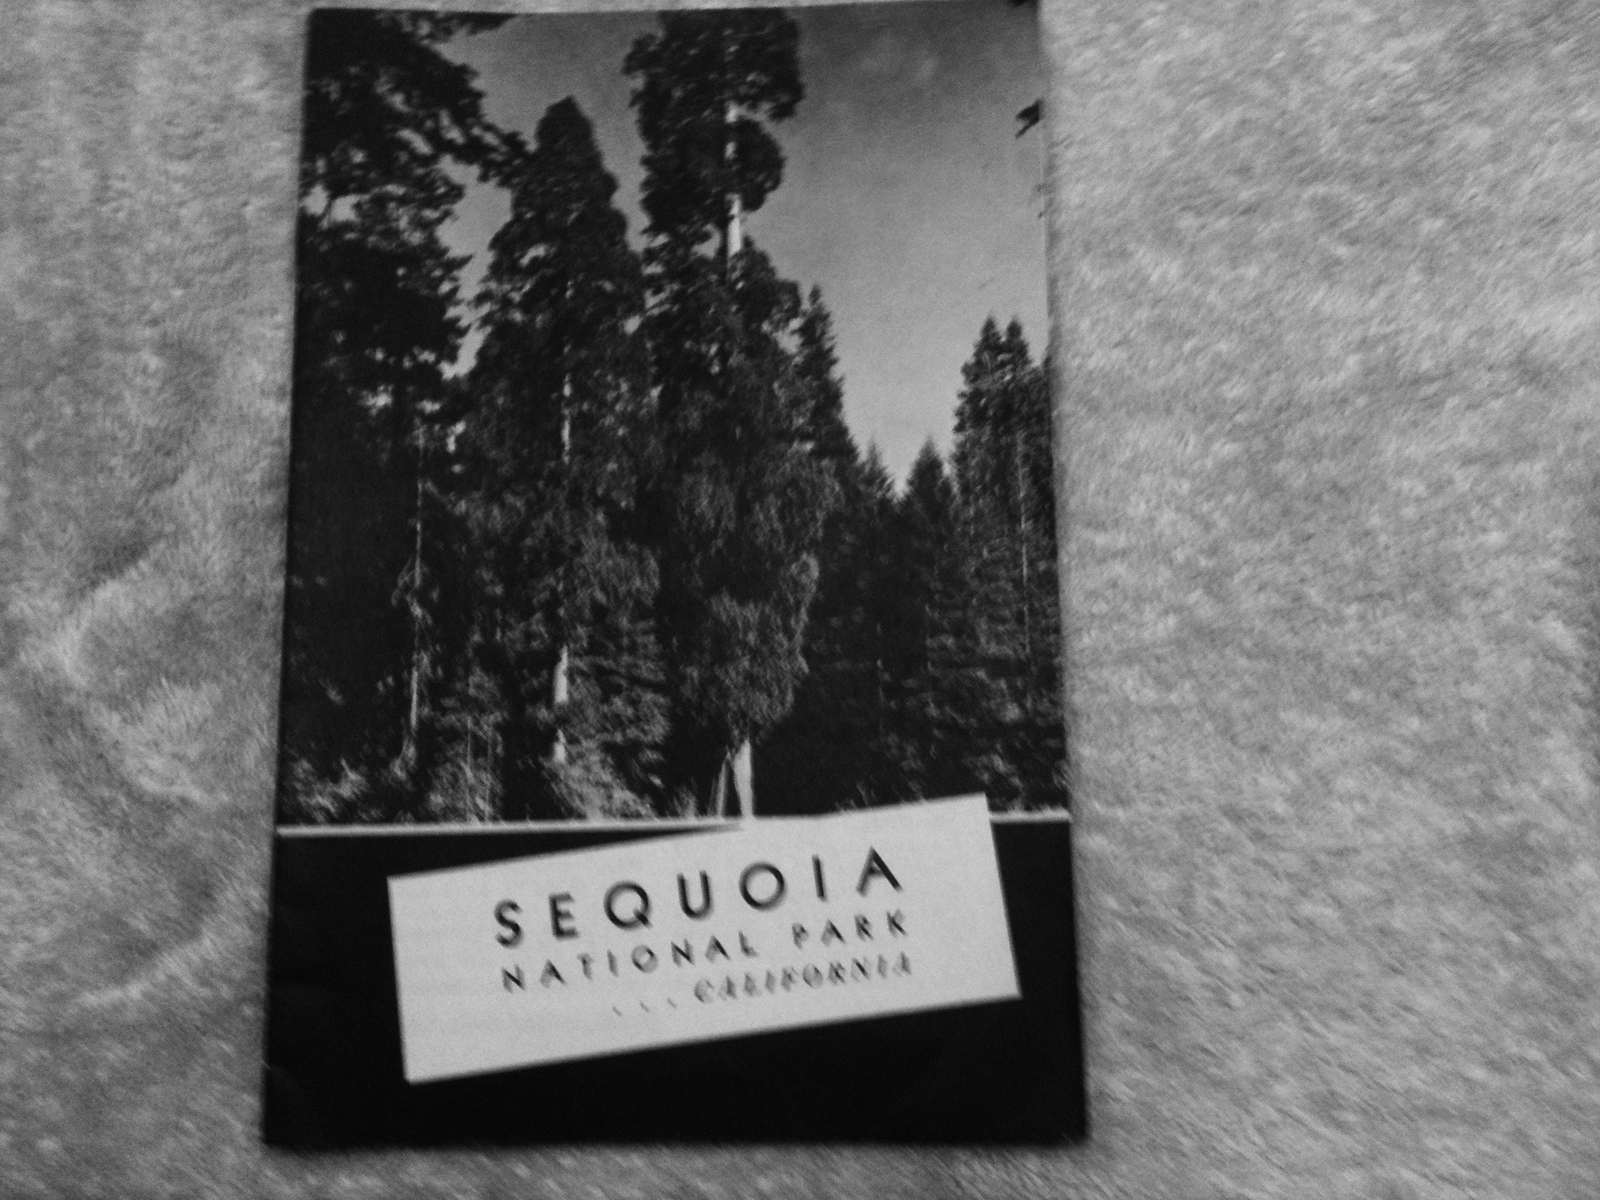 SEQUOIA
NATIONAL PARK
...CALIFORNIA